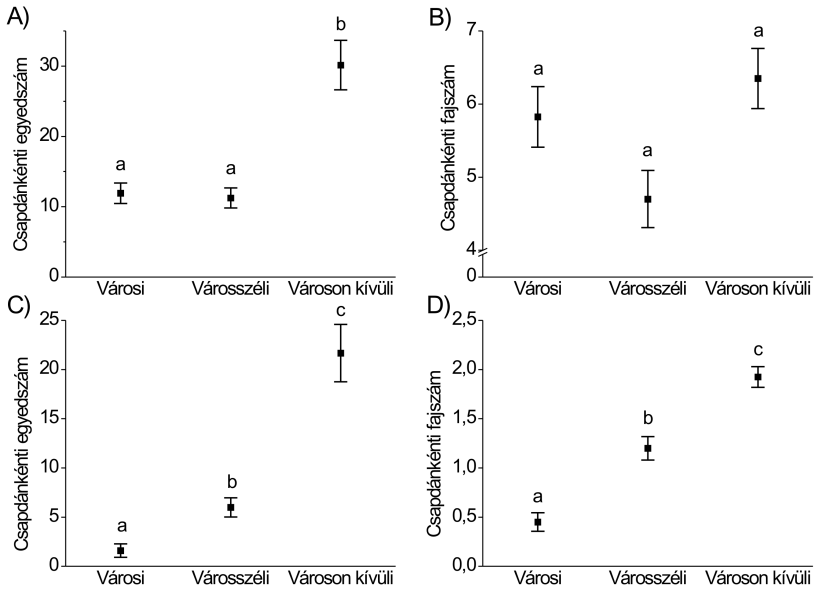 A)
Csapdánkénti egyedszám
30
20
10
0
a
a
b
Városi
Városszéli
Városon kívüli
B)
Csapdánkénti fajszám
7
6
5
4
0
a
a
a
Városi
Városszéli
Városon kívüli
C)
Csapdánkénti egyedszám
25
20
15
10
5
0
a
b
c
Városi
Városszéli
Városon kívüli
D)
Csapdánkénti fajszám
2,5
2,0
1,5
1,0
0,5
0,0
a
b
c
Városi
Városszéli
Városon kívüli